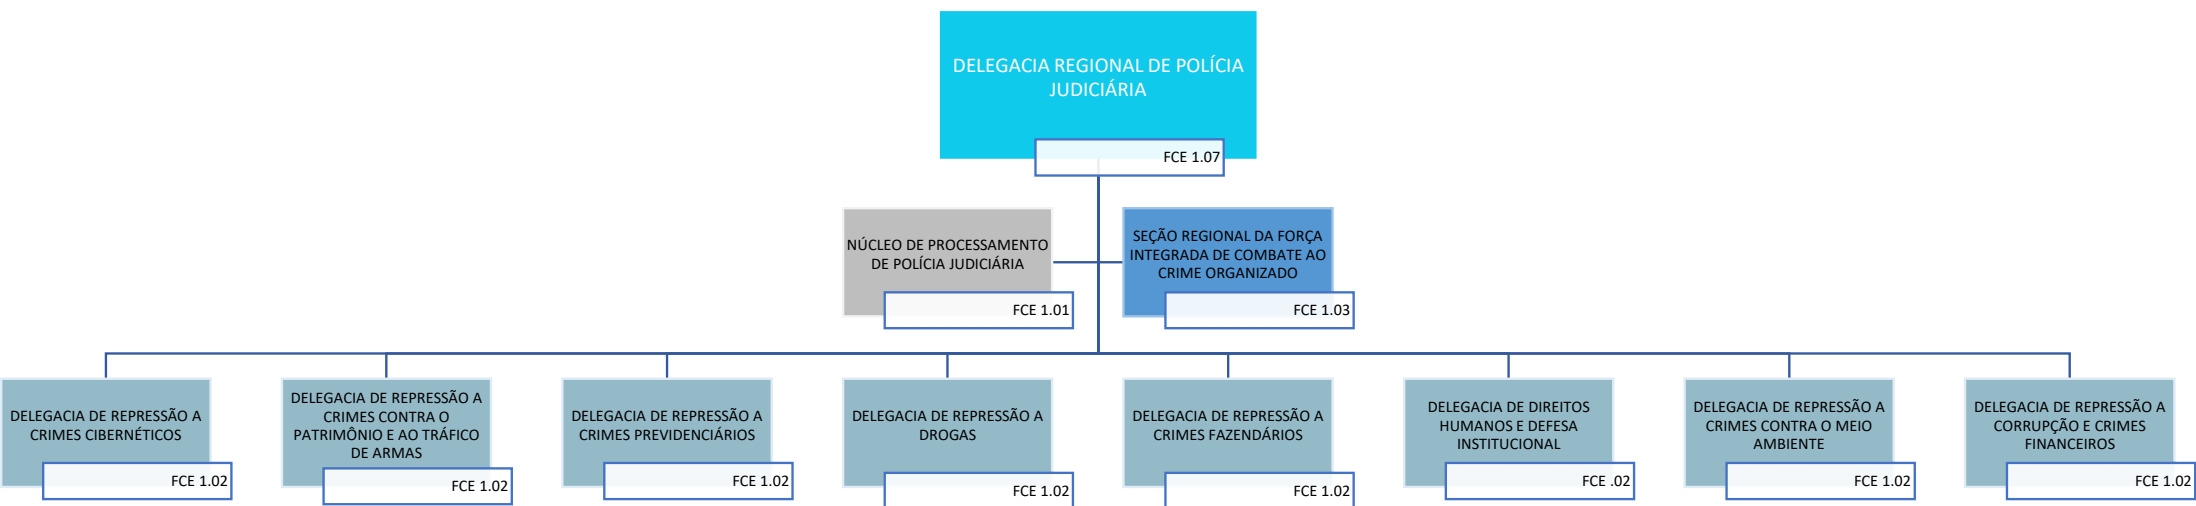 DELEGACIA REGIONAL DE POLÍCIA
JUDICIÁRIA
FCE 1.07
NÚCLEO DE PROCESSAMENTO
DE POLÍCIA JUDICIÁRIA
FCE 1.01
SEÇÃO REGIONAL DA FORÇA
INTEGRADA DE COMBATE AO
CRIME ORGANIZADO
FCE 1.03
DELEGACIA DE REPRESSÃO A
CRIMES CIBERNÉTICOS
FCE 1.02
DELEGACIA DE REPRESSÃO A
CRIMES CONTRA O
PATRIMÔNIO E AO TRÁFICO
DE ARMAS
FCE 1.02
DELEGACIA DE REPRESSÃO A
CRIMES PREVIDENCIÁRIOS
FCE 1.02
DELEGACIA DE REPRESSÃO A
DROGAS
FCE 1.02
DELEGACIA DE REPRESSÃO A
CRIMES FAZENDÁRIOS
FCE 1.02
DELEGACIA DE DIREITOS
HUMANOS E DEFESA
INSTITUCIONAL
FCE .02
DELEGACIA DE REPRESSÃO A
CRIMES CONTRA O MEIO
AMBIENTE
FCE 1.02
DELEGACIA DE REPRESSÃO A
CORRUPÇÃO E CRIMES
FINANCEIROS
FCE 1.02